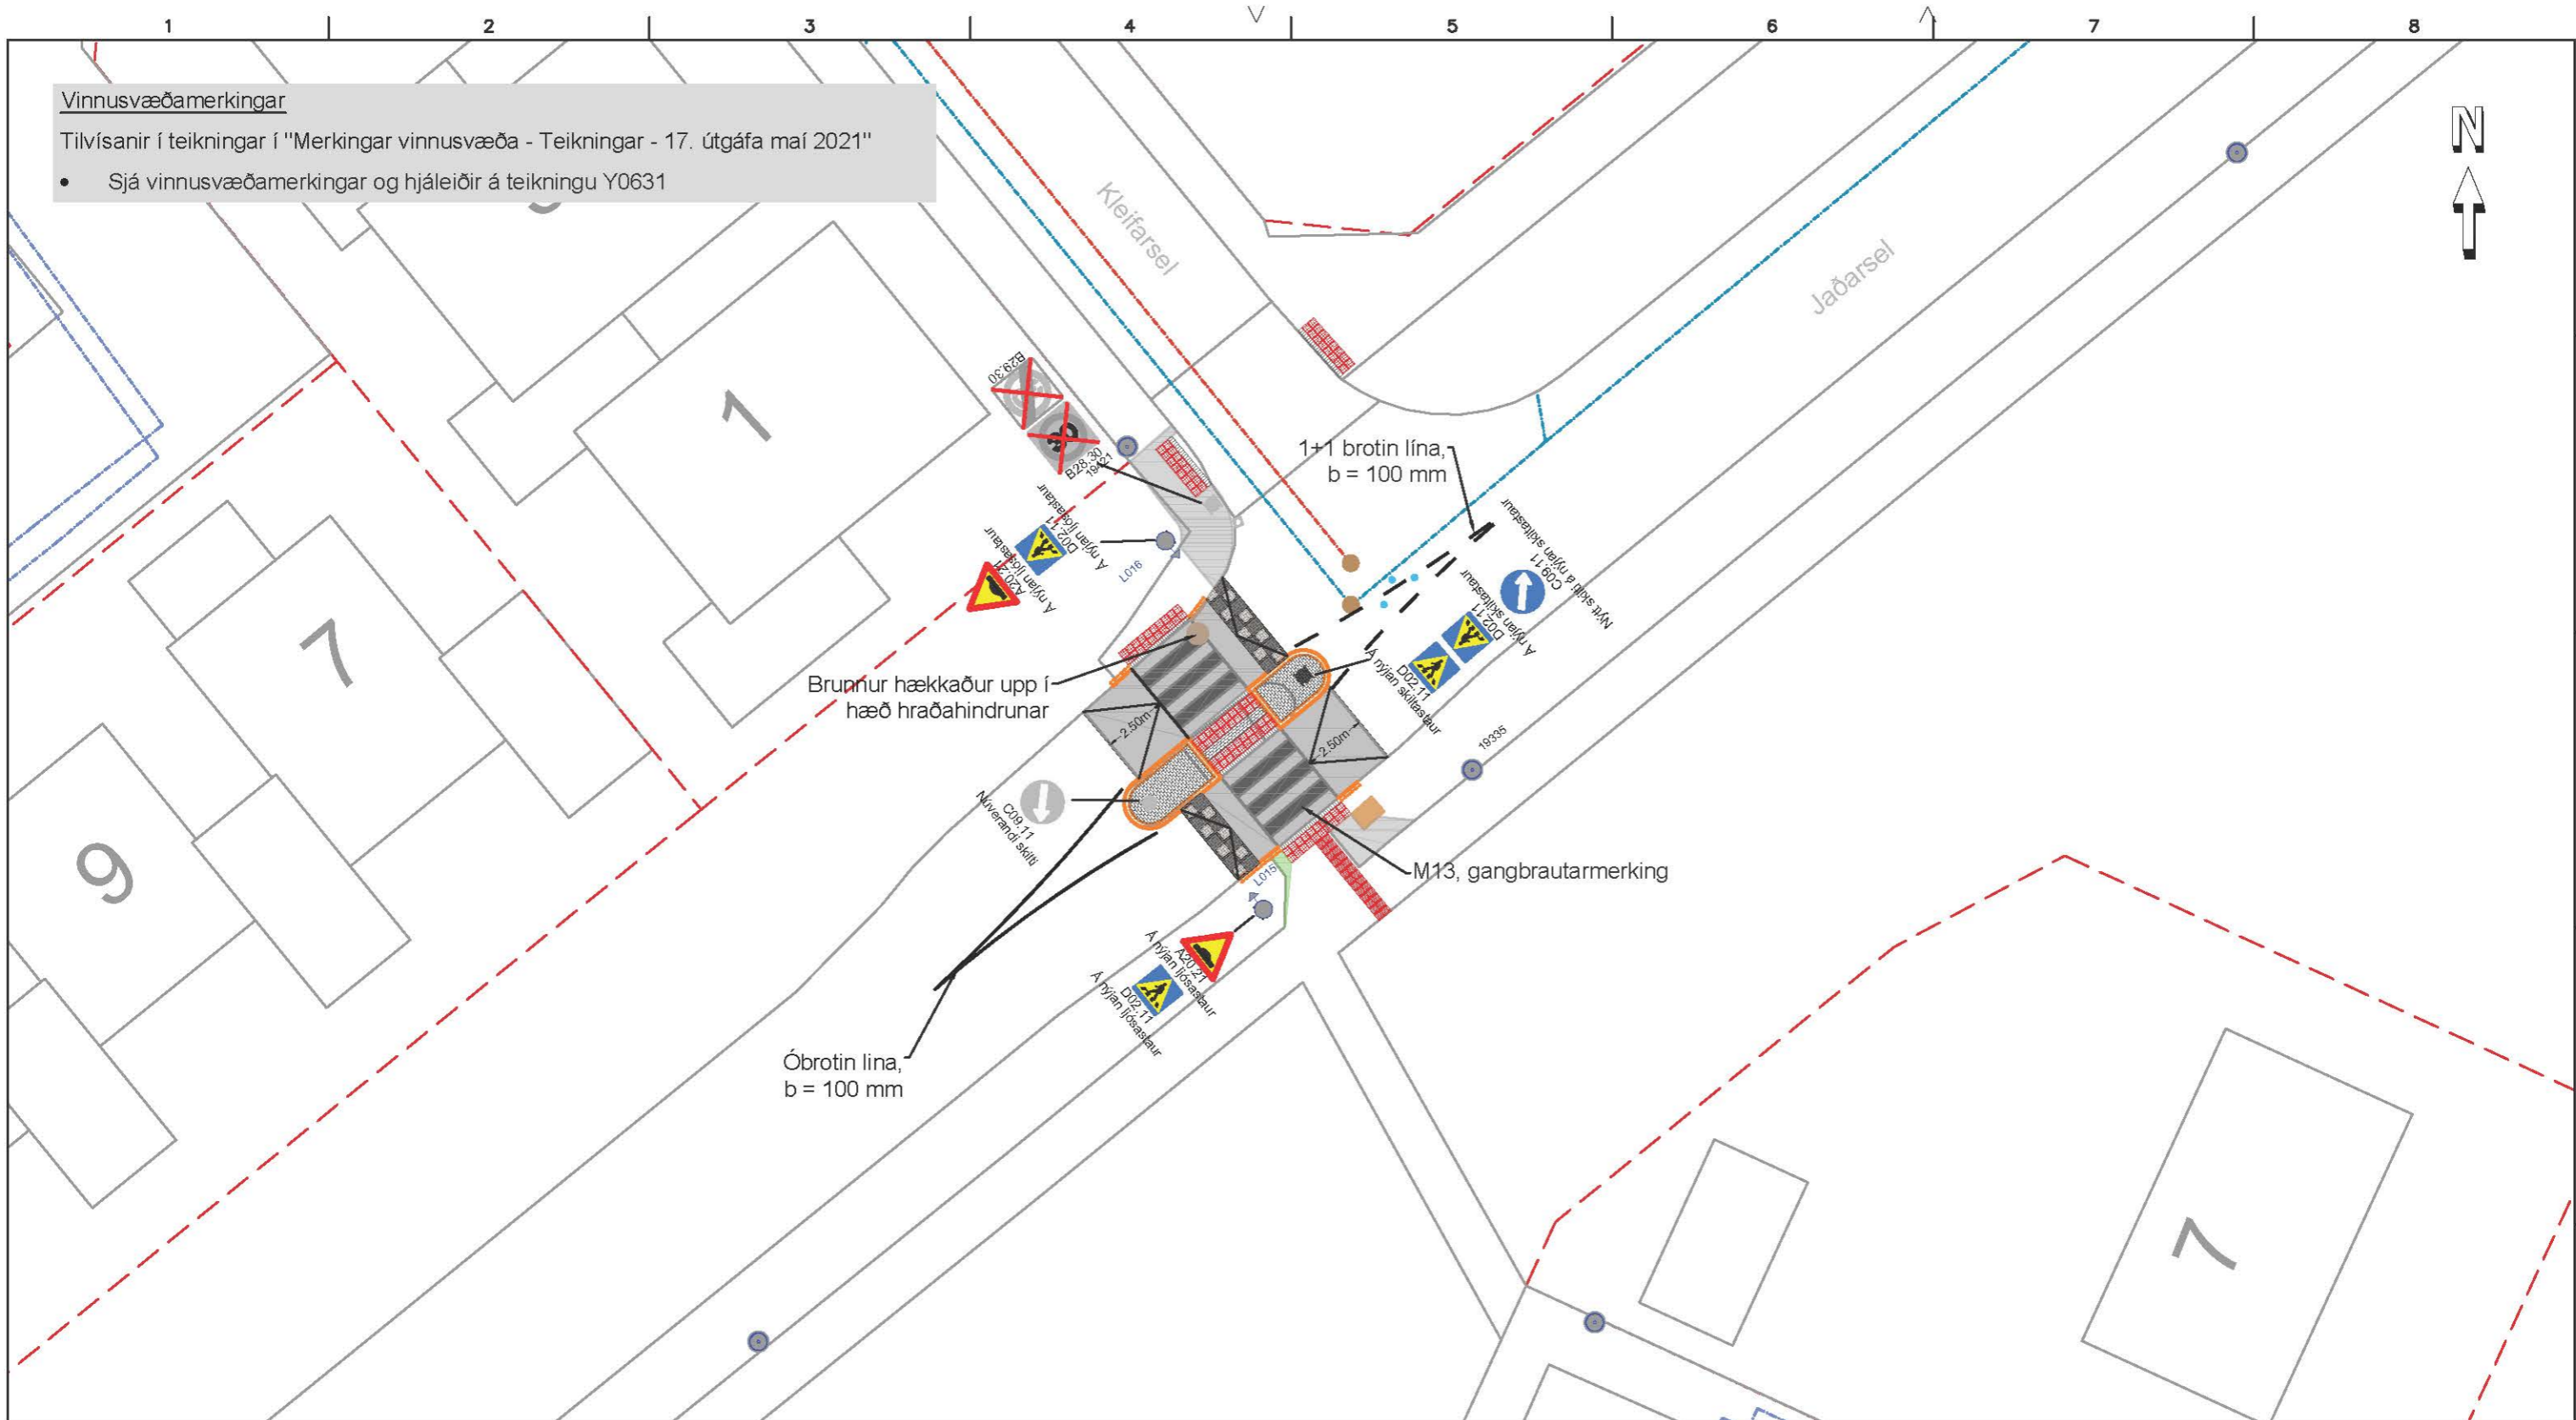 1 2 3 4 5 6 7 8
Vinnusvæðamerkingar
Tilvísanir í teikningar í "Merkingar vinnusvæða - Teikningar - 17. útgáfa maí 2021"
• Sjá vinnusvæðamerkingar og hjáleiðir á teikningu Y0631
N
Kleifarsel
Jaðarsel
1
7
9
7
B29.30
B28.30
19421
1+1 brotin lína,
b = 100 mm
D02.11
Á nýjan ljósastaur
A20.21
Á nýjan ljósastaur
L016
C09.11
Nýtt skilti á nýjan skiltastaur
D02.11
Á nýjan skiltastaur
D02.11
Á nýjan skiltastaur
Brunnur hækkaður upp í
hæð hraðahindrunar
2.50m
2.50m
19335
C09.11
Núverandi skilti
M13, gangbrautarmerking
L015
A20.21
Á nýjan ljósastaur
D02.11
Á nýjan ljósastaur
Óbrotin lina,
b = 100 mm